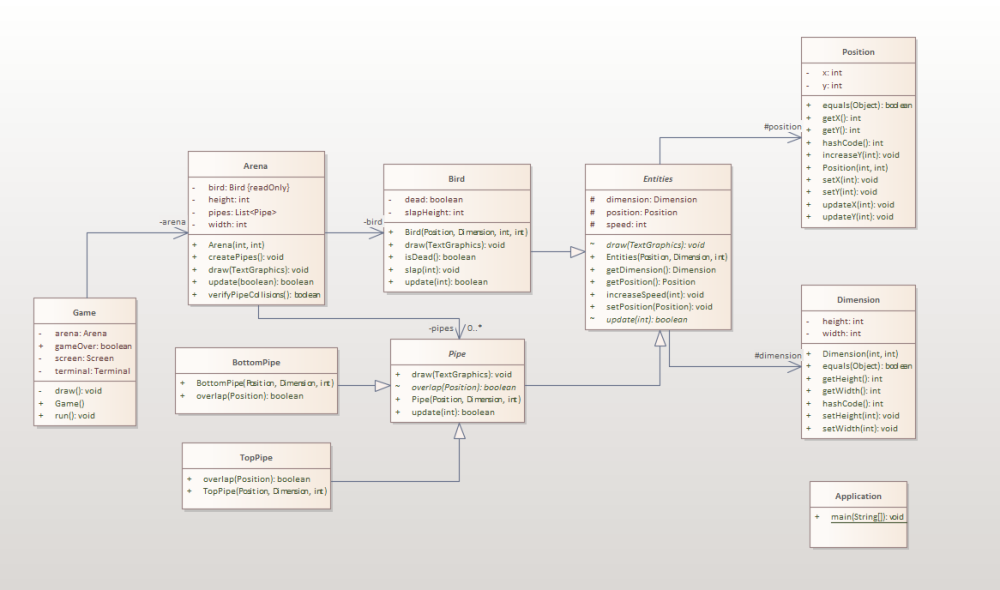 Position
- x: int
- y: int
+ equals(Object): boolean
+ getX(): int
+ getY(): int
+ hashCode(): int
+ increaseY(int): void
+ Position(int, int)
+ setX(int): void
+ setY(int): void
+ updateX(int): void
+ updateY(int): void
#position
Arena
- bird: Bird {readOnly}
- height: int
- pipes: List<Pipe>
- width: int
+ Arena(int, int)
+ createPipes(): void
+ draw(TextGraphics): void
+ update(boolean): boolean
+ verifyPipeCollisions(): boolean
-arena
Bird
- dead: boolean
- slapHeight: int
+ Bird(Position, Dimension, int, int)
+ draw(TextGraphics): void
+ isDead(): boolean
+ slap(int): void
+ update(int): boolean
-bird
Entities
# dimension: Dimension
# position: Position
# speed: int
~ draw(TextGraphics): void
+ Entities(Position, Dimension, int)
+ getDimension(): Dimension
+ getPosition(): Position
+ increaseSpeed(int): void
+ setPosition(Position): void
~ update(int): boolean
Dimension
- height: int
- width: int
+ Dimension(int, int)
+ equals(Object): boolean
+ getHeight(): int
+ getWidth(): int
+ hashCode(): int
+ setHeight(int): void
+ setWidth(int): void
#dimension
Game
- arena: Arena
+ gameOver: boolean
- screen: Screen
- terminal: Terminal
- draw(): void
+ Game()
+ run(): void
-pipes 0..*
Pipe
+ draw(TextGraphics): void
~ overlap(Position): boolean
+ Pipe(Position, Dimension, int)
+ update(int): boolean
BottomPipe
+ BottomPipe(Position, Dimension, int)
+ overlap(Position): boolean
TopPipe
+ overlap(Position): boolean
+ TopPipe(Position, Dimension, int)
Application
+ main(String[]): void